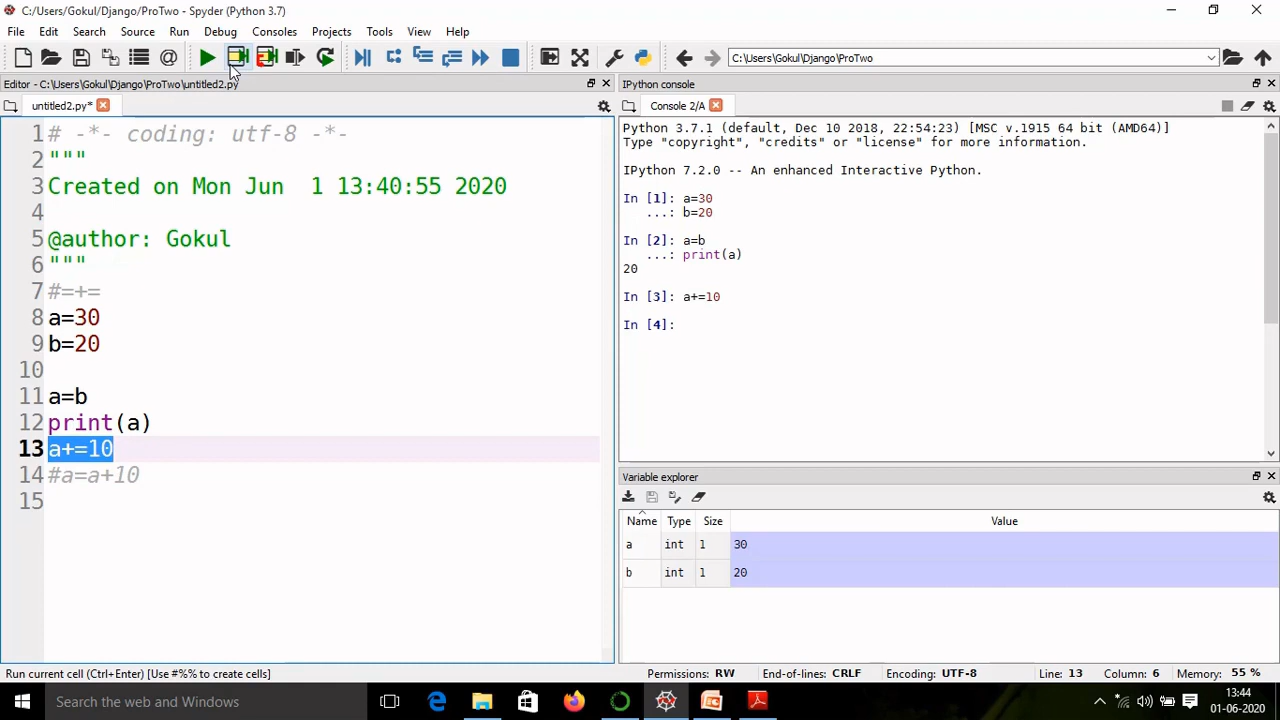 C:/Users/Gokul/Django/ProTwo - Spyder (Python 3.7)
File Edit Search Source Run Debug Consoles Projects Tools View Help
C:\Users\Gokul\Django\ProTwo
Editor - C:\Users\Gokul\Django\ProTwo\untitled2.py
untitled2.py*
1 # -*- coding: utf-8 -*-
2 """
3 Created on Mon Jun  1 13:40:55 2020
4
5 @author: Gokul
6 """
7 #=+=
8 a=30
9 b=20
10
11 a=b
12 print(a)
13 a+=10
14 #a=a+10
15
IPython console
Console 2/A
Python 3.7.1 (default, Dec 10 2018, 22:54:23) [MSC v.1915 64 bit (AMD64)]
Type "copyright", "credits" or "license" for more information.
IPython 7.2.0 -- An enhanced Interactive Python.
In [1]: a=30
...: b=20
In [2]: a=b
...: print(a)
20
In [3]: a+=10
In [4]:
Variable explorer
Name Type Size Value
a int 1 30
b int 1 20
Run current cell (Ctrl+Enter) [Use #%% to create cells]
Permissions: RW End-of-lines: CRLF Encoding: UTF-8 Line: 13 Column: 6 Memory: 55 %
Search the web and Windows
13:44
01-06-2020